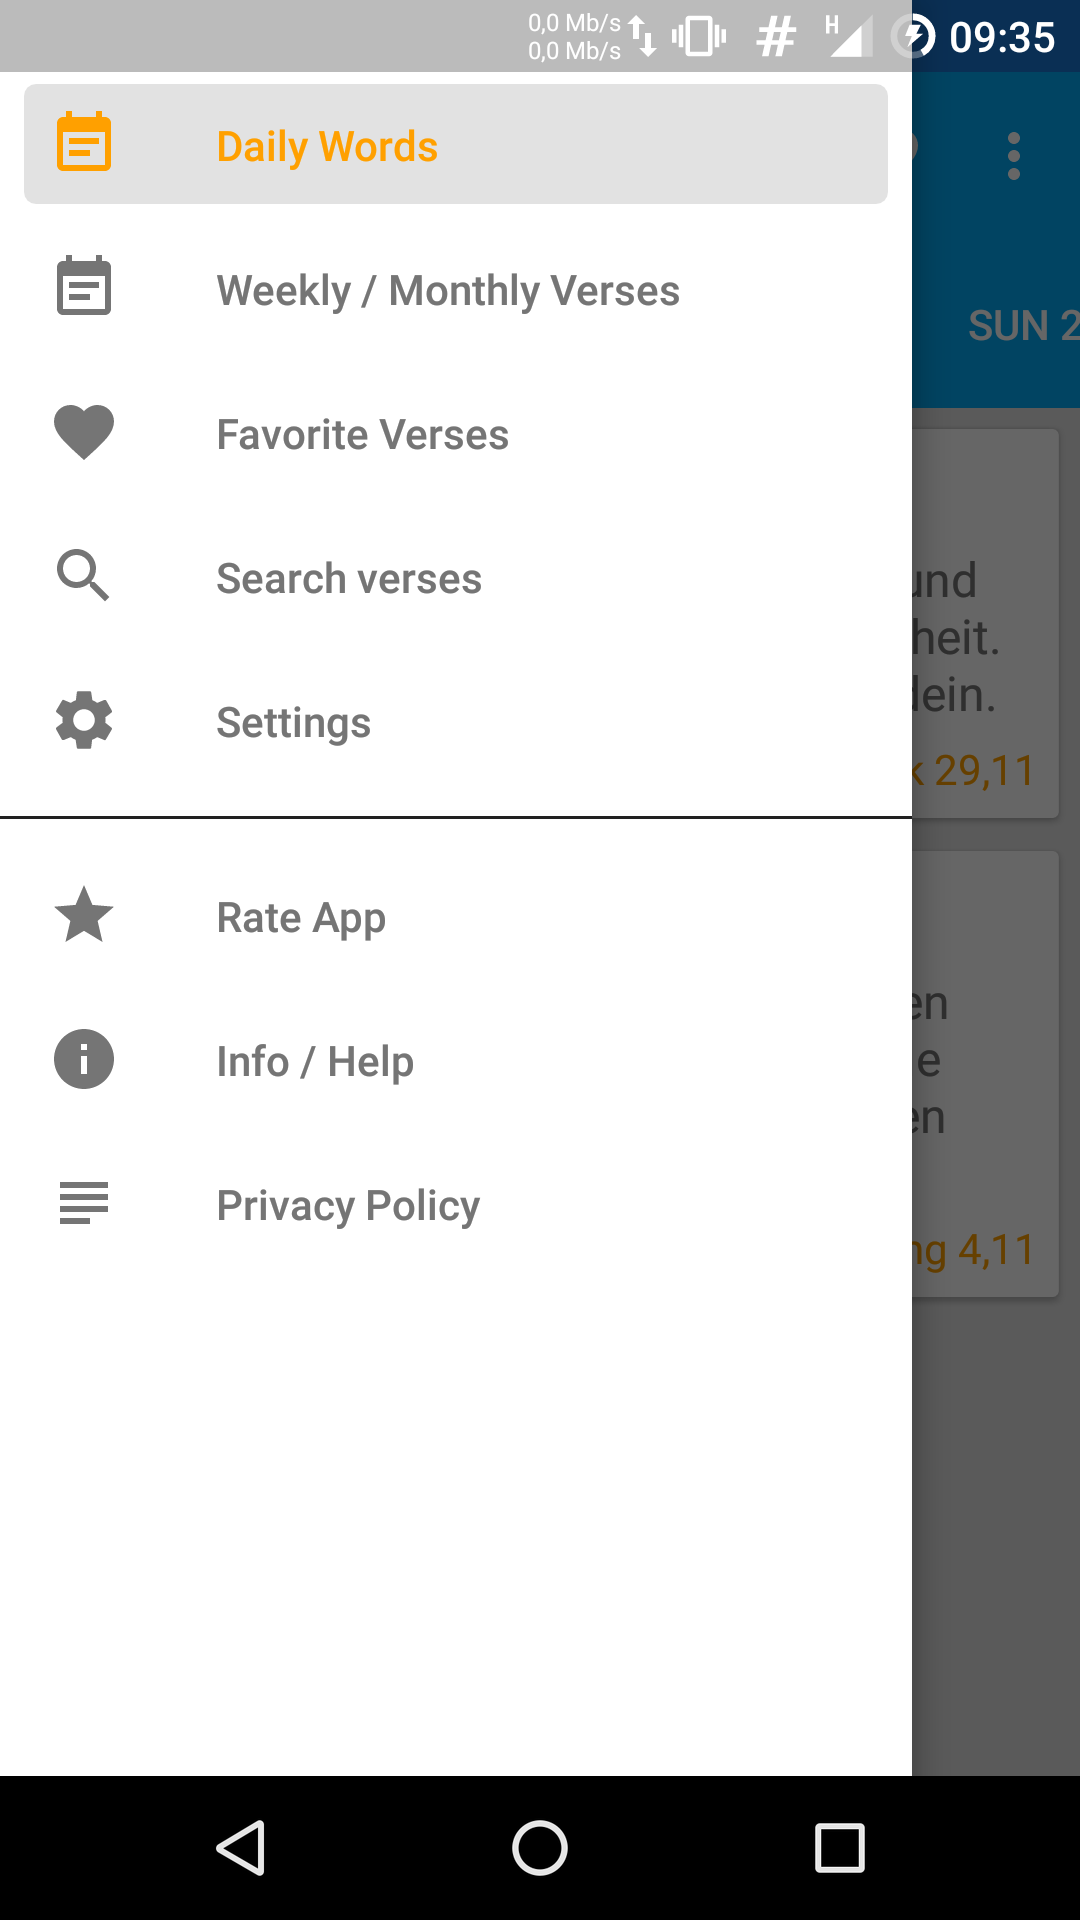 0,0 Mb/s
0,0 Mb/s
#
H
09:35
Daily Words
Weekly / Monthly Verses
SUN 2
Favorite Verses
Search verses
und
heit.
dein.
Settings
k 29,11
Rate App
en
Info / Help
e
en
Privacy Policy
ng 4,11